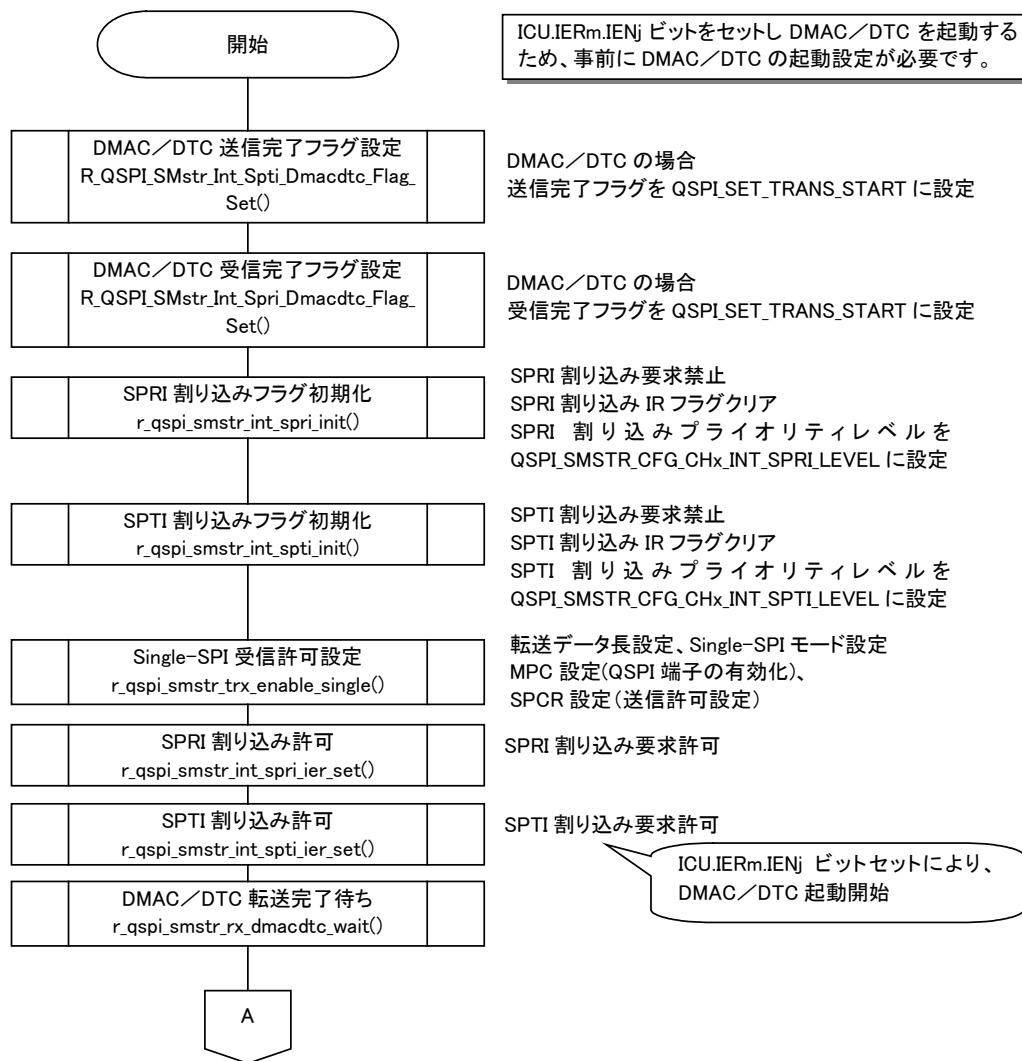 開始
ICU.IERm.IENj ビットをセットし DMAC／DTC を起動する
ため、事前に DMAC／DTC の起動設定が必要です。
DMAC／DTC 送信完了フラグ設定
R_QSPI_SMstr_Int_Spti_Dmacdtc_Flag_
Set()
DMAC／DTC の場合
送信完了フラグを QSPI_SET_TRANS_START に設定
DMAC／DTC 受信完了フラグ設定
R_QSPI_SMstr_Int_Spri_Dmacdtc_Flag_
Set()
DMAC／DTC の場合
受信完了フラグを QSPI_SET_TRANS_START に設定
SPRI 割り込みフラグ初期化
r_qspi_smstr_int_spri_init()
SPRI 割り込み要求禁止
SPRI 割り込み IR フラグクリア
SPRI 割り込みプライオリティレベルを
QSPI_SMSTR_CFG_CHx_INT_SPRI_LEVEL に設定
SPTI 割り込みフラグ初期化
r_qspi_smstr_int_spti_init()
SPTI 割り込み要求禁止
SPTI 割り込み IR フラグクリア
SPTI 割り込みプライオリティレベルを
QSPI_SMSTR_CFG_CHx_INT_SPTI_LEVEL に設定
Single-SPI 受信許可設定
r_qspi_smstr_trx_enable_single()
転送データ長設定、Single-SPI モード設定
MPC 設定(QSPI 端子の有効化)、
SPCR 設定（送信許可設定）
SPRI 割り込み許可
r_qspi_smstr_int_spri_ier_set()
SPRI 割り込み要求許可
SPTI 割り込み許可
r_qspi_smstr_int_spti_ier_set()
SPTI 割り込み要求許可
ICU.IERm.IENj ビットセットにより、
DMAC／DTC 起動開始
DMAC／DTC 転送完了待ち
r_qspi_smstr_rx_dmacdtc_wait()
A